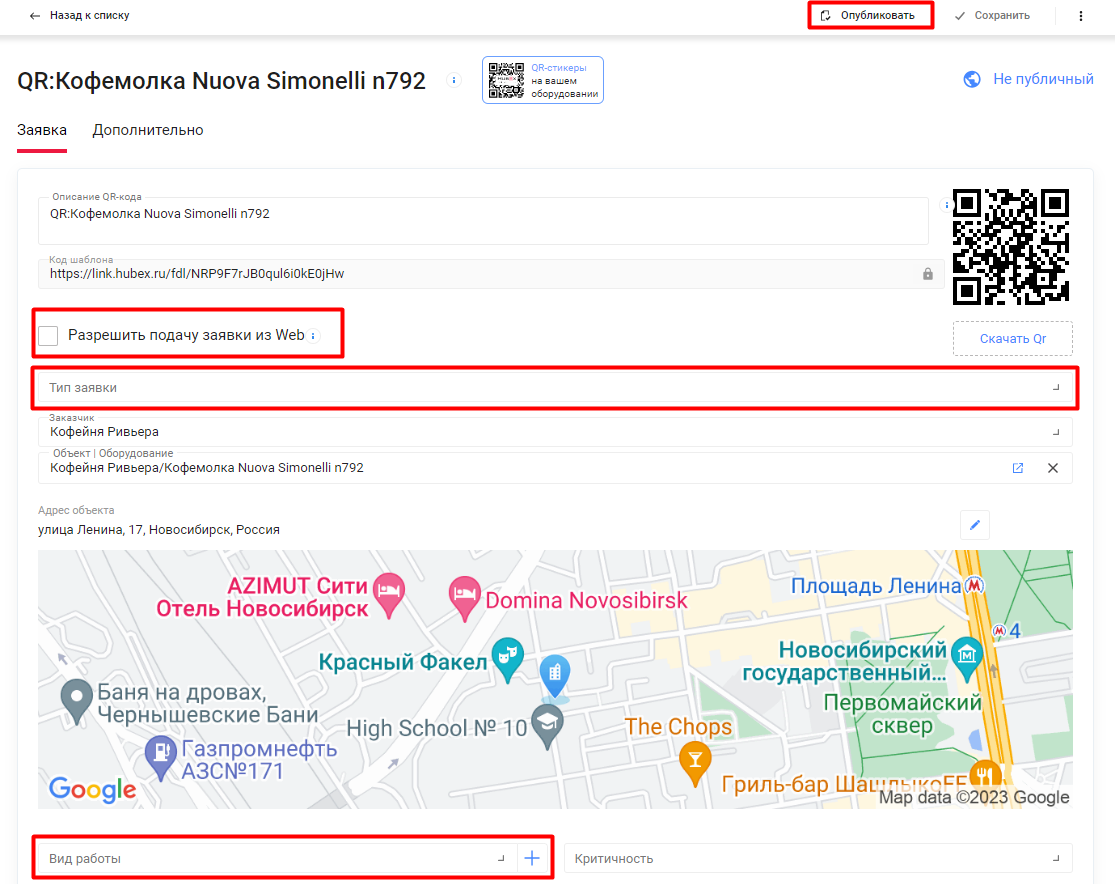 Назад к списку
Опубликовать
Сохранить
QR:Кофемолка Nuova Simonelli n792
QR-стикеры
на вашем
оборудовании
Не публичный
Заявка
Дополнительно
Описание QR-кода
QR:Кофемолка Nuova Simonelli n792
Код шаблона
https://link.hubex.ru/fdl/NRP9F7rJB0qul6i0kE0jHw
Разрешить подачу заявки из Web
Скачать Qr
Тип заявки
Заказчик
Кофейня Ривьера
Объект | Оборудование
Кофейня Ривьера/Кофемолка Nuova Simonelli n792
Адрес объекта
улица Ленина, 17, Новосибирск, Россия
AZIMUT Сити
Отель Новосибирск
Domina Novosibirsk
Площадь Ленина
4
Красный Факел
Новосибирский
государственный...
Баня на дровах,
Чернышевские Бани
High School № 10
Первомайский
сквер
The Chops
Газпромнефть
АЗС№171
Гриль-бар ШашлыкоFF
Google
Map data ©2023 Google
Вид работы
Критичность